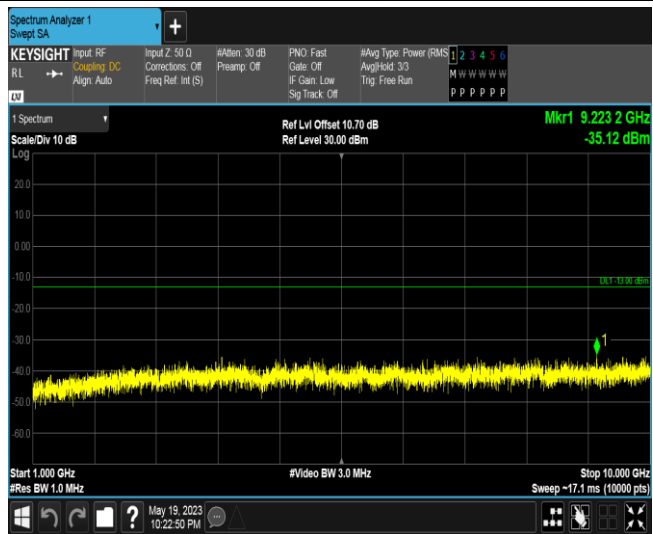 Spectrum Analyzer 1
Swept SA
+
KEYSIGHT
RL
Input: RF
Coupling: DC
Align: Auto
Input Z: 50 Ω
Corrections: Off
Freq Ref: Int (S)
#Atten: 30 dB
Preamp: Off
PNO: Fast
Gate: Off
IF Gain: Low
Sig Track: Off
#Avg Type: Power (RMS
Avg|Hold: 3/3
Trig: Free Run
1 2 3 4 5 6
M W W W W W
P P P P P P
LXI
1 Spectrum
Scale/Div 10 dB
Log
Ref Lvl Offset 10.70 dB
Ref Level 30.00 dBm
Mkr1 9.223 2 GHz
-35.12 dBm
20.0
10.0
0.00
-10.0
DL1 -13.00 dBm
-20.0
-30.0
1
-40.0
-50.0
-60.0
Start 1.000 GHz
#Res BW 1.0 MHz
#Video BW 3.0 MHz
Stop 10.000 GHz
Sweep ~17.1 ms (10000 pts)
?
May 19, 2023
10:22:50 PM